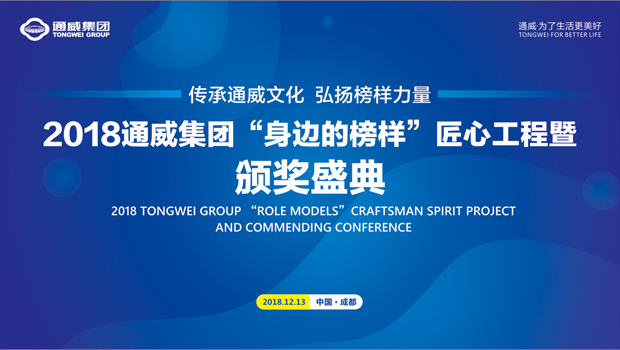 通威集团
TONGWEI GROUP
通威·为了生活更美好
TONGWEI·FOR BETTER LIFE
传承通威文化 弘扬榜样力量
2018通威集团“身边的榜样”匠心工程暨
颁奖盛典
2018 TONGWEI GROUP “ROLE MODELS” CRAFTSMAN SPIRIT PROJECT
AND COMMENDING CONFERENCE
2018.12.13 中国·成都